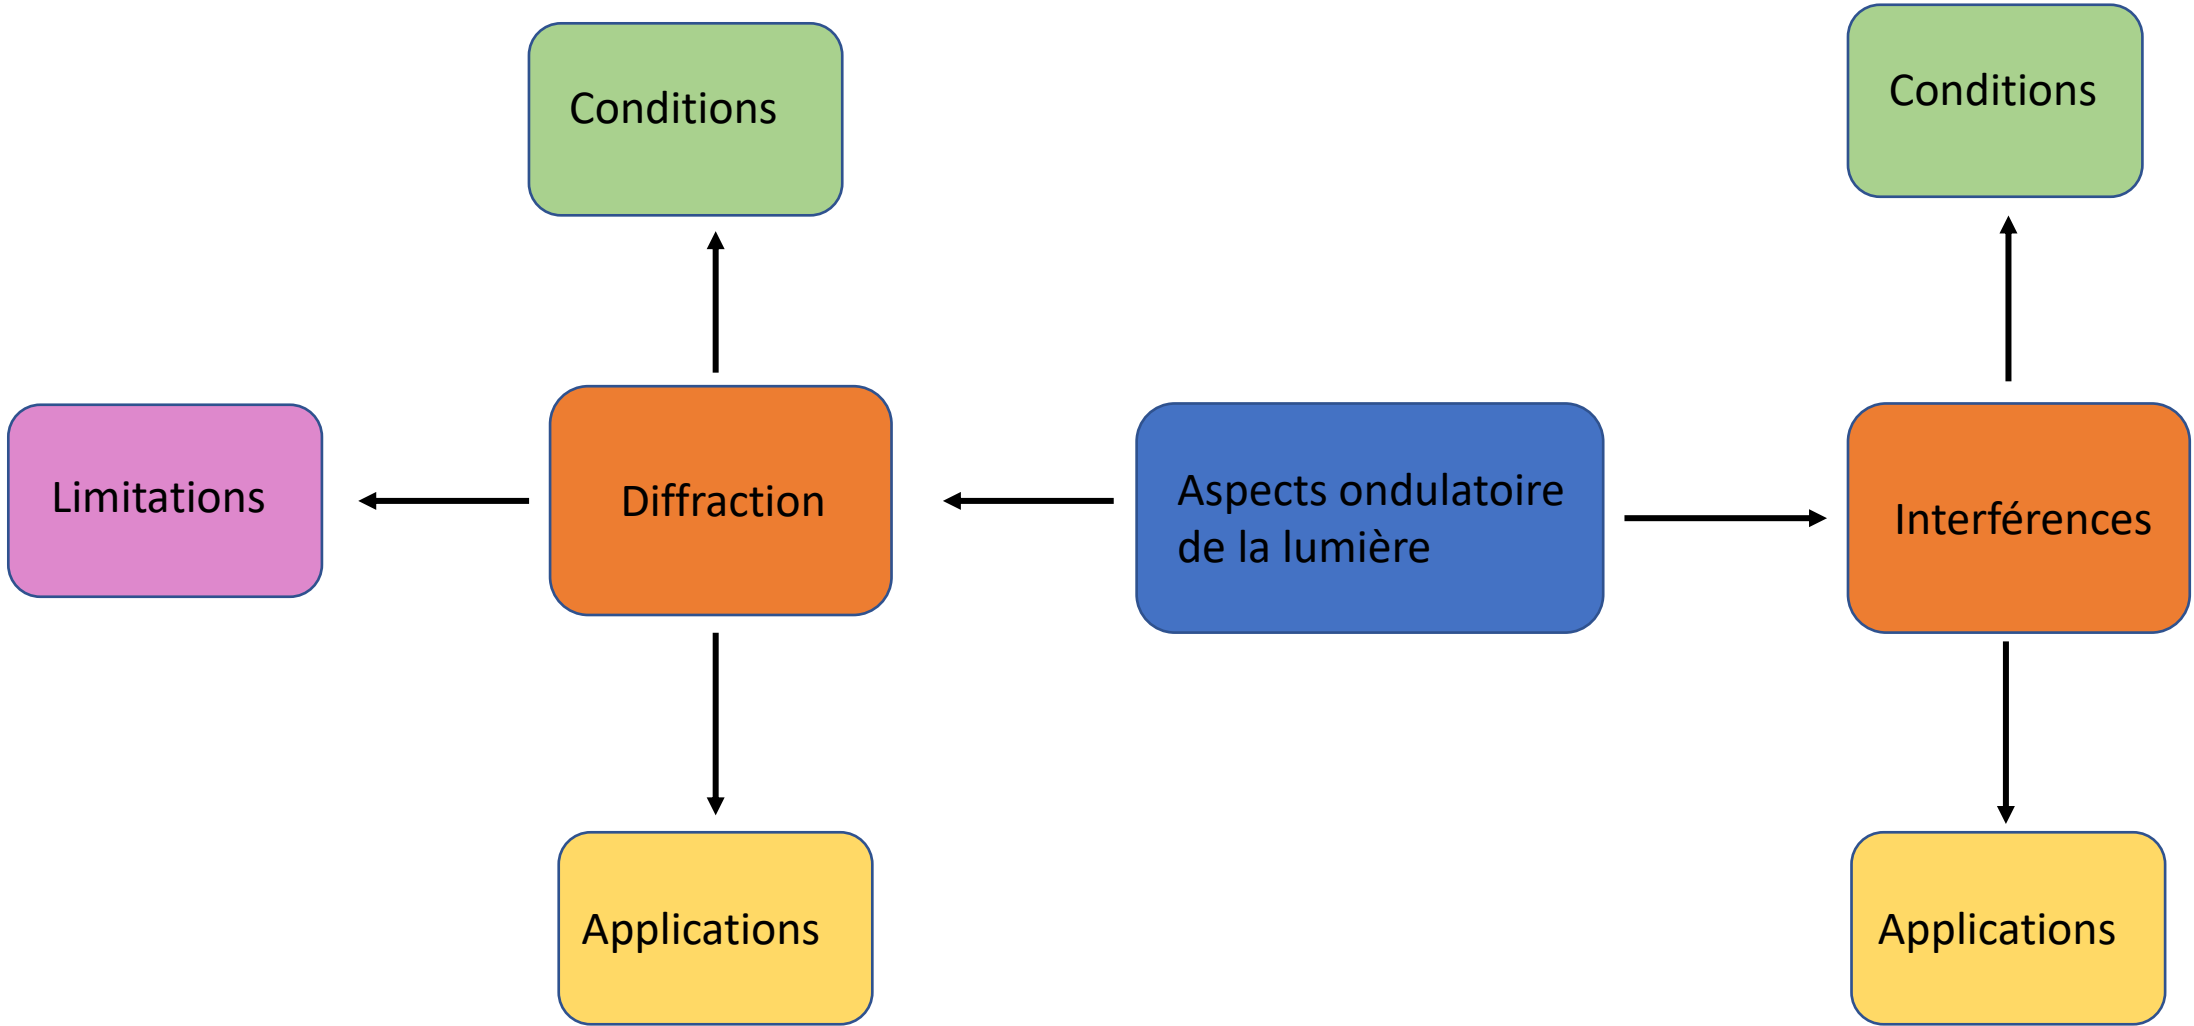 Conditions
Conditions
Limitations
Diffraction
Aspects ondulatoire
de la lumière
Interférences
Applications
Applications